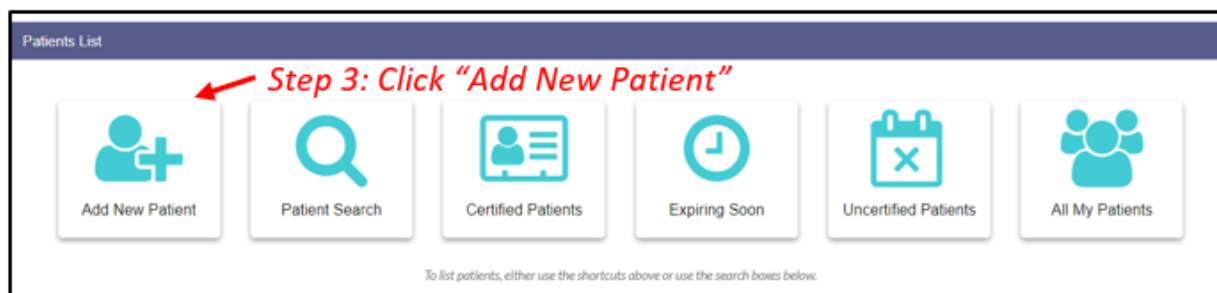 Patients List
Step 3: Click “Add New Patient”
Add New Patient
Patient Search
Certified Patients
Expiring Soon
Uncertified Patients
All My Patients
To list patients, either use the shortcuts above or use the search boxes below.